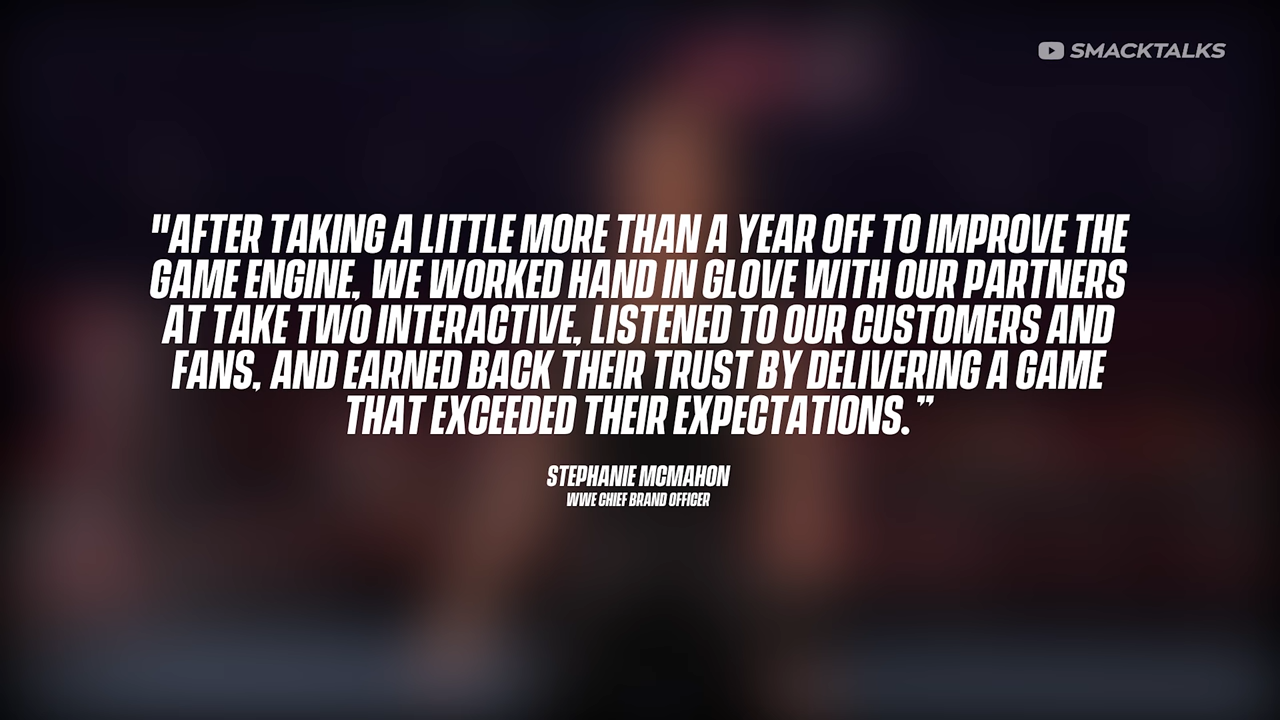 SMACKTALKS
"AFTER TAKING A LITTLE MORE THAN A YEAR OFF TO IMPROVE THE
GAME ENGINE, WE WORKED HAND IN GLOVE WITH OUR PARTNERS
AT TAKE TWO INTERACTIVE, LISTENED TO OUR CUSTOMERS AND
FANS, AND EARNED BACK THEIR TRUST BY DELIVERING A GAME
THAT EXCEEDED THEIR EXPECTATIONS.”
STEPHANIE MCMAHON
WWE CHIEF BRAND OFFICER